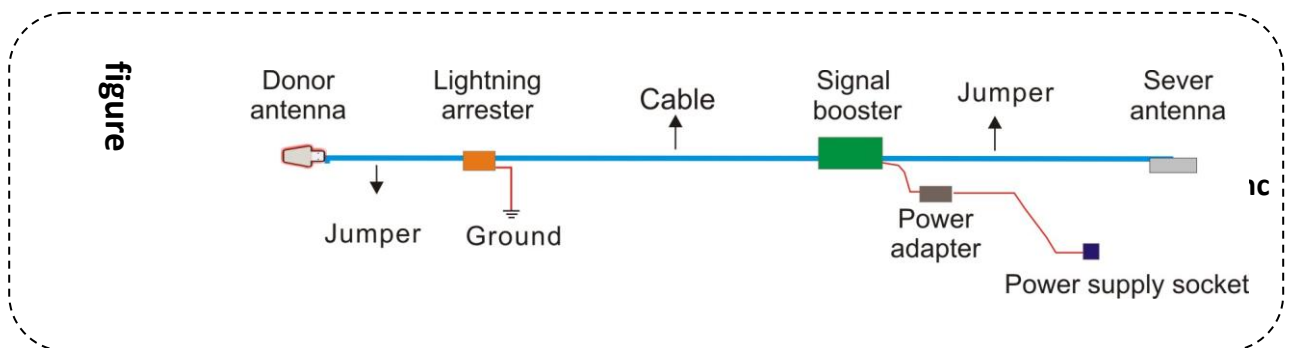 figure
Donor
antenna
Lightning
arrester
Cable
Signal
booster
Jumper
Sever
antenna
Jumper
Ground
Power
adapter
Power supply socket